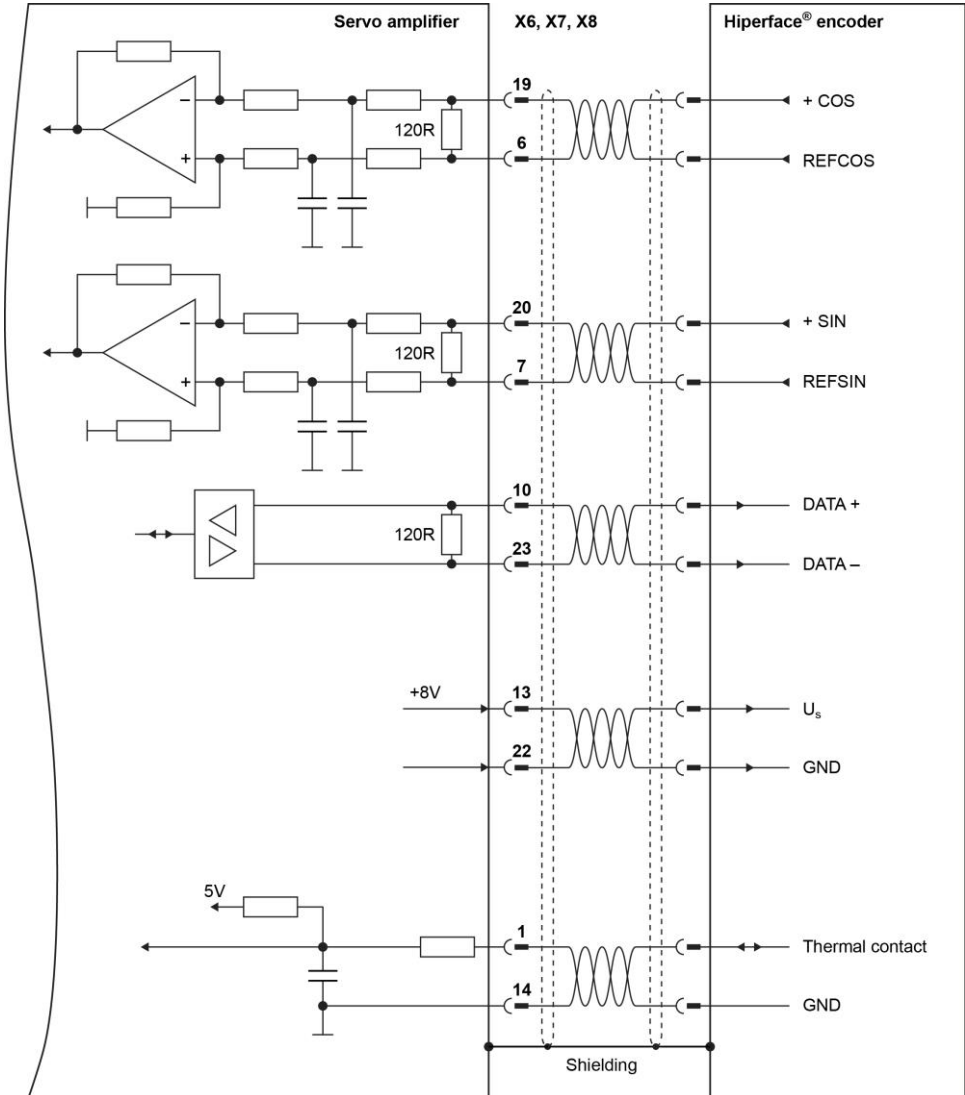 Servo amplifier X6, X7, X8 Hiperface® encoder
19
+ COS
120R
6
REFCOS
20
+ SIN
120R
7
REFSIN
10
DATA +
120R
23
DATA –
+8V
13
Us
22
GND
5V
1
Thermal contact
14
GND
Shielding